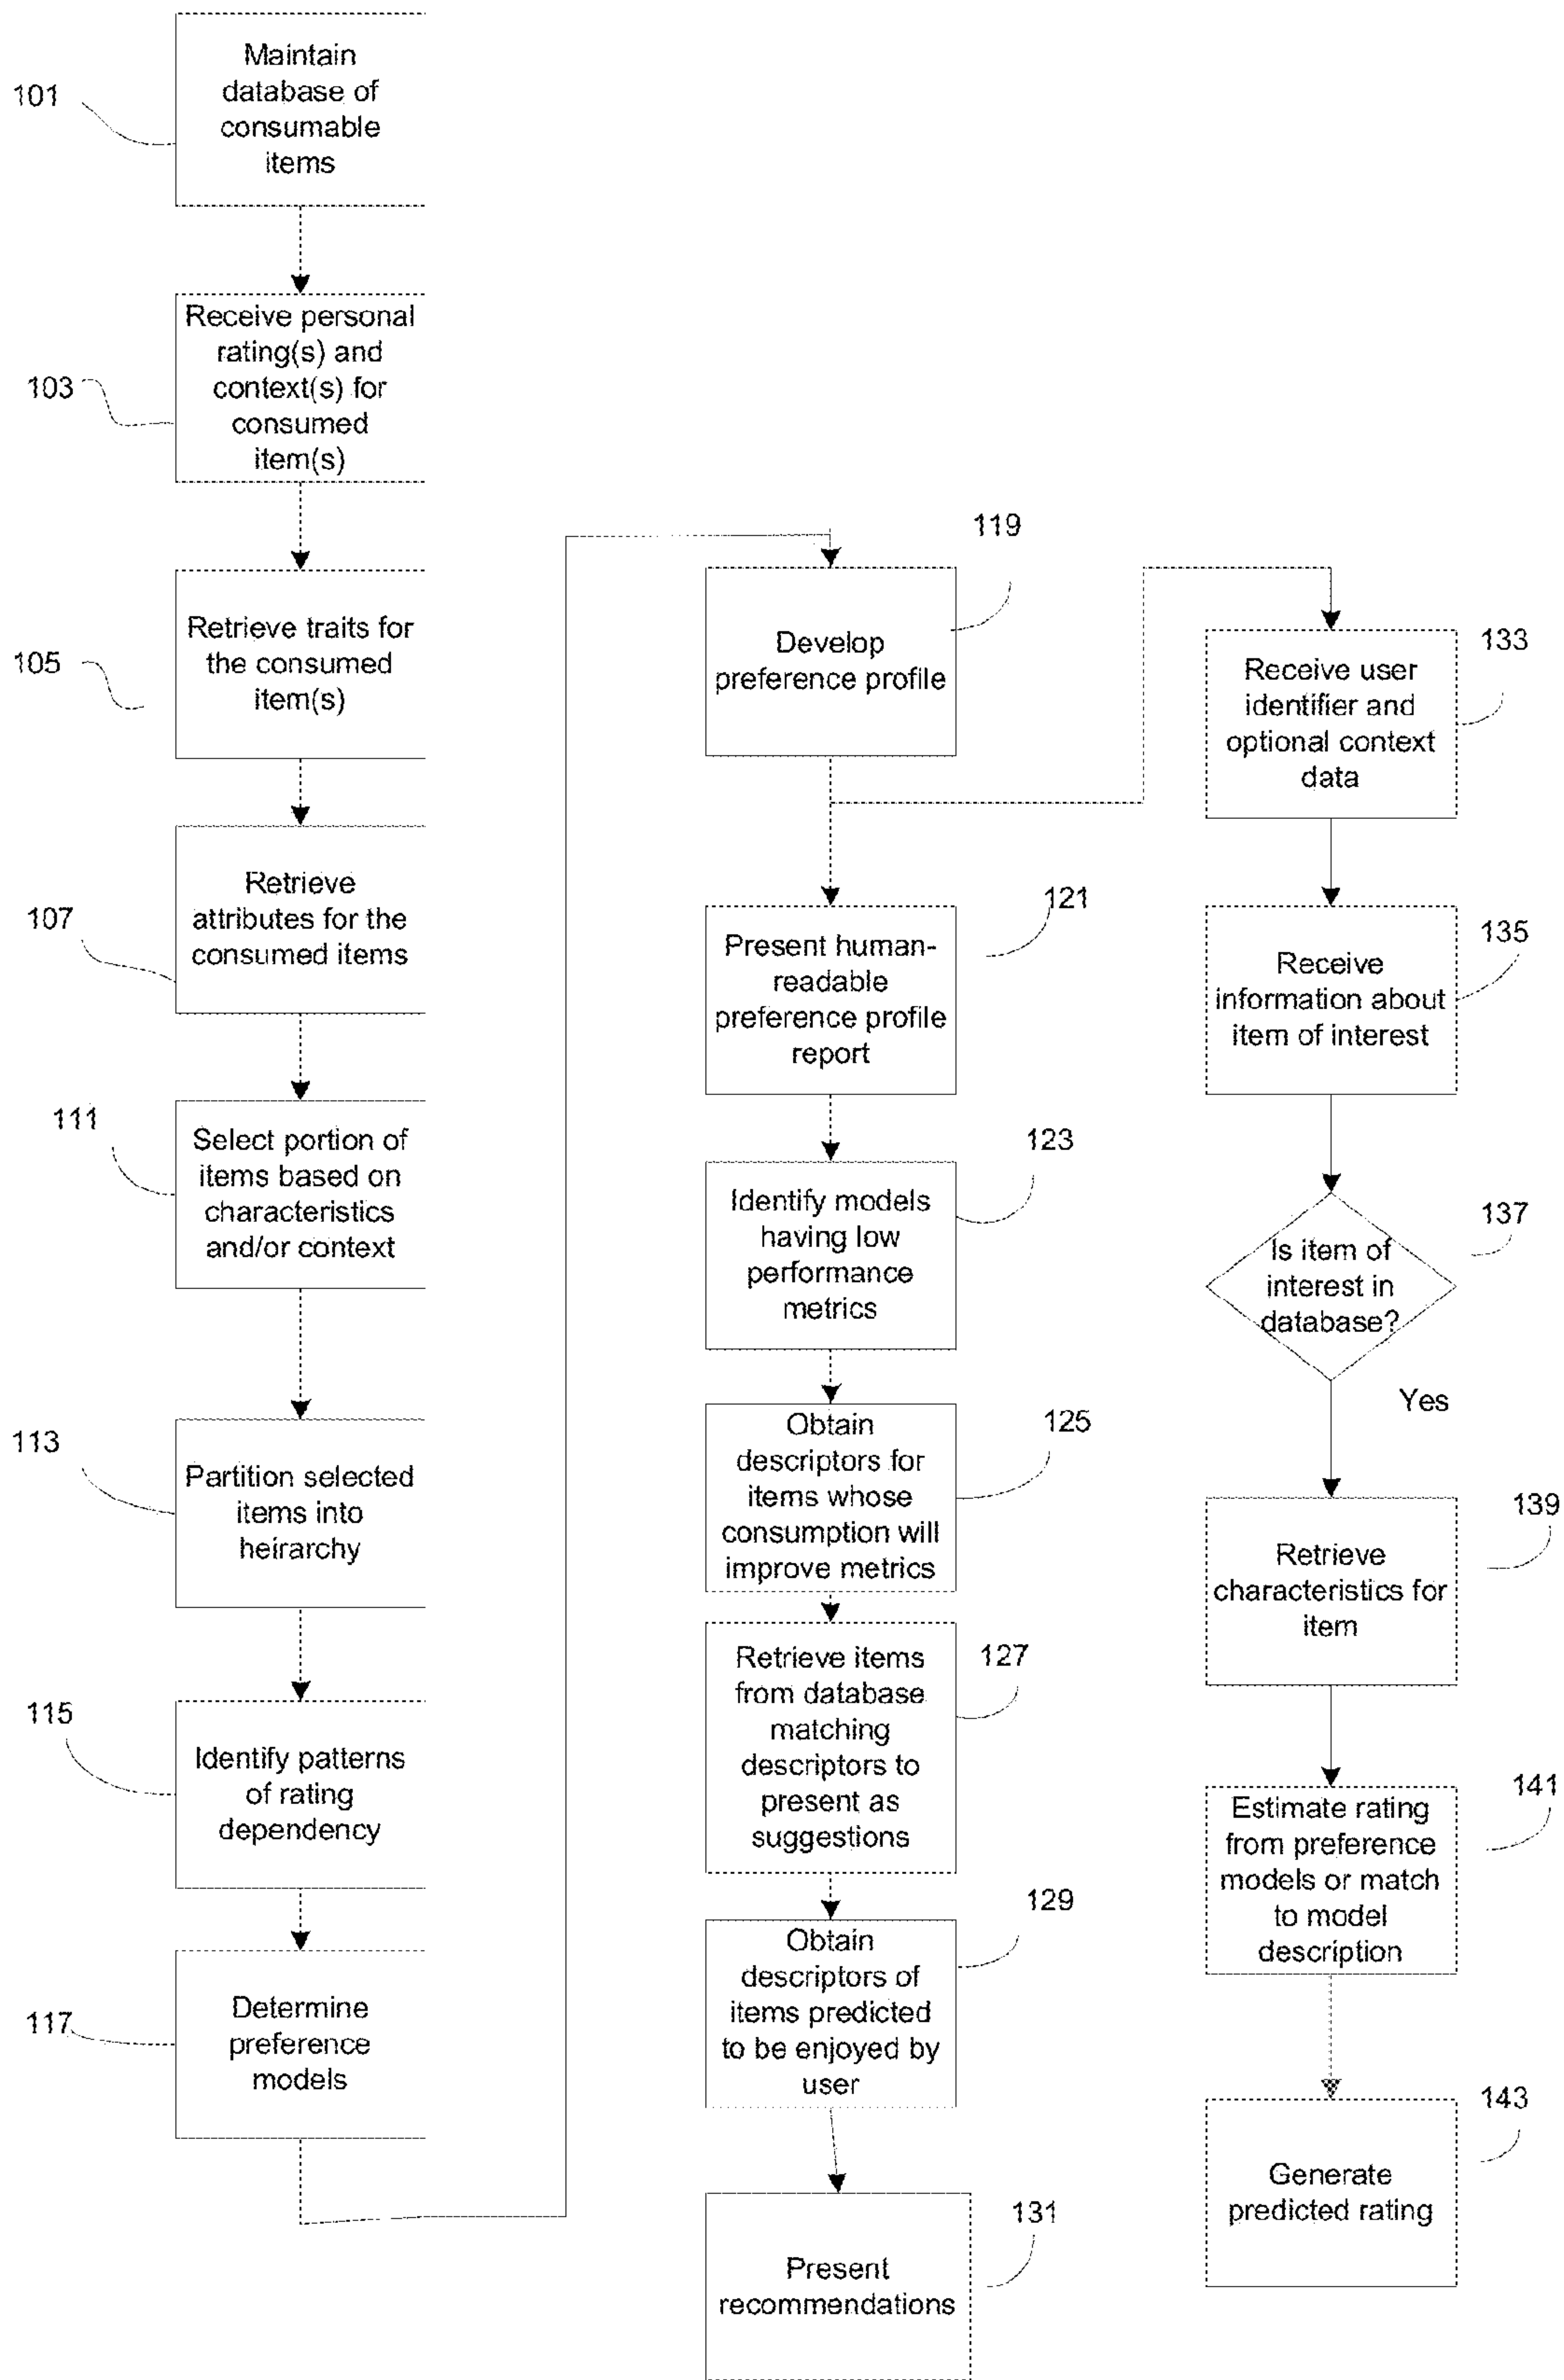 101
Maintain
database of
consumable
items
103
Receive personal
rating(s) and
context(s) for
consumed
item(s)
105
Retrieve traits for
the consumed
item(s)
107
Retrieve
attributes for the
consumed items
111
Select portion of
items based on
characteristics
and/or context
113
Partition selected
items into
heirarchy
115
Identify patterns
of rating
dependency
117
Determine
preference
models
119
Develop
preference profile
121
Present human-
readable
preference profile
report
123
Identify models
having low
performance
metrics
125
Obtain
descriptors for
items whose
consumption will
improve metrics
127
Retrieve items
from database
matching
descriptors to
present as
suggestions
129
Obtain
descriptors of
items predicted
to be enjoyed by
user
131
Present
recommendations
133
Receive user
identifier and
optional context
data
135
Receive
information about
item of interest
137
Is item of
interest in
database?
Yes
139
Retrieve
characteristics for
item
141
Estimate rating
from preference
models or match
to model
description
143
Generate
predicted rating